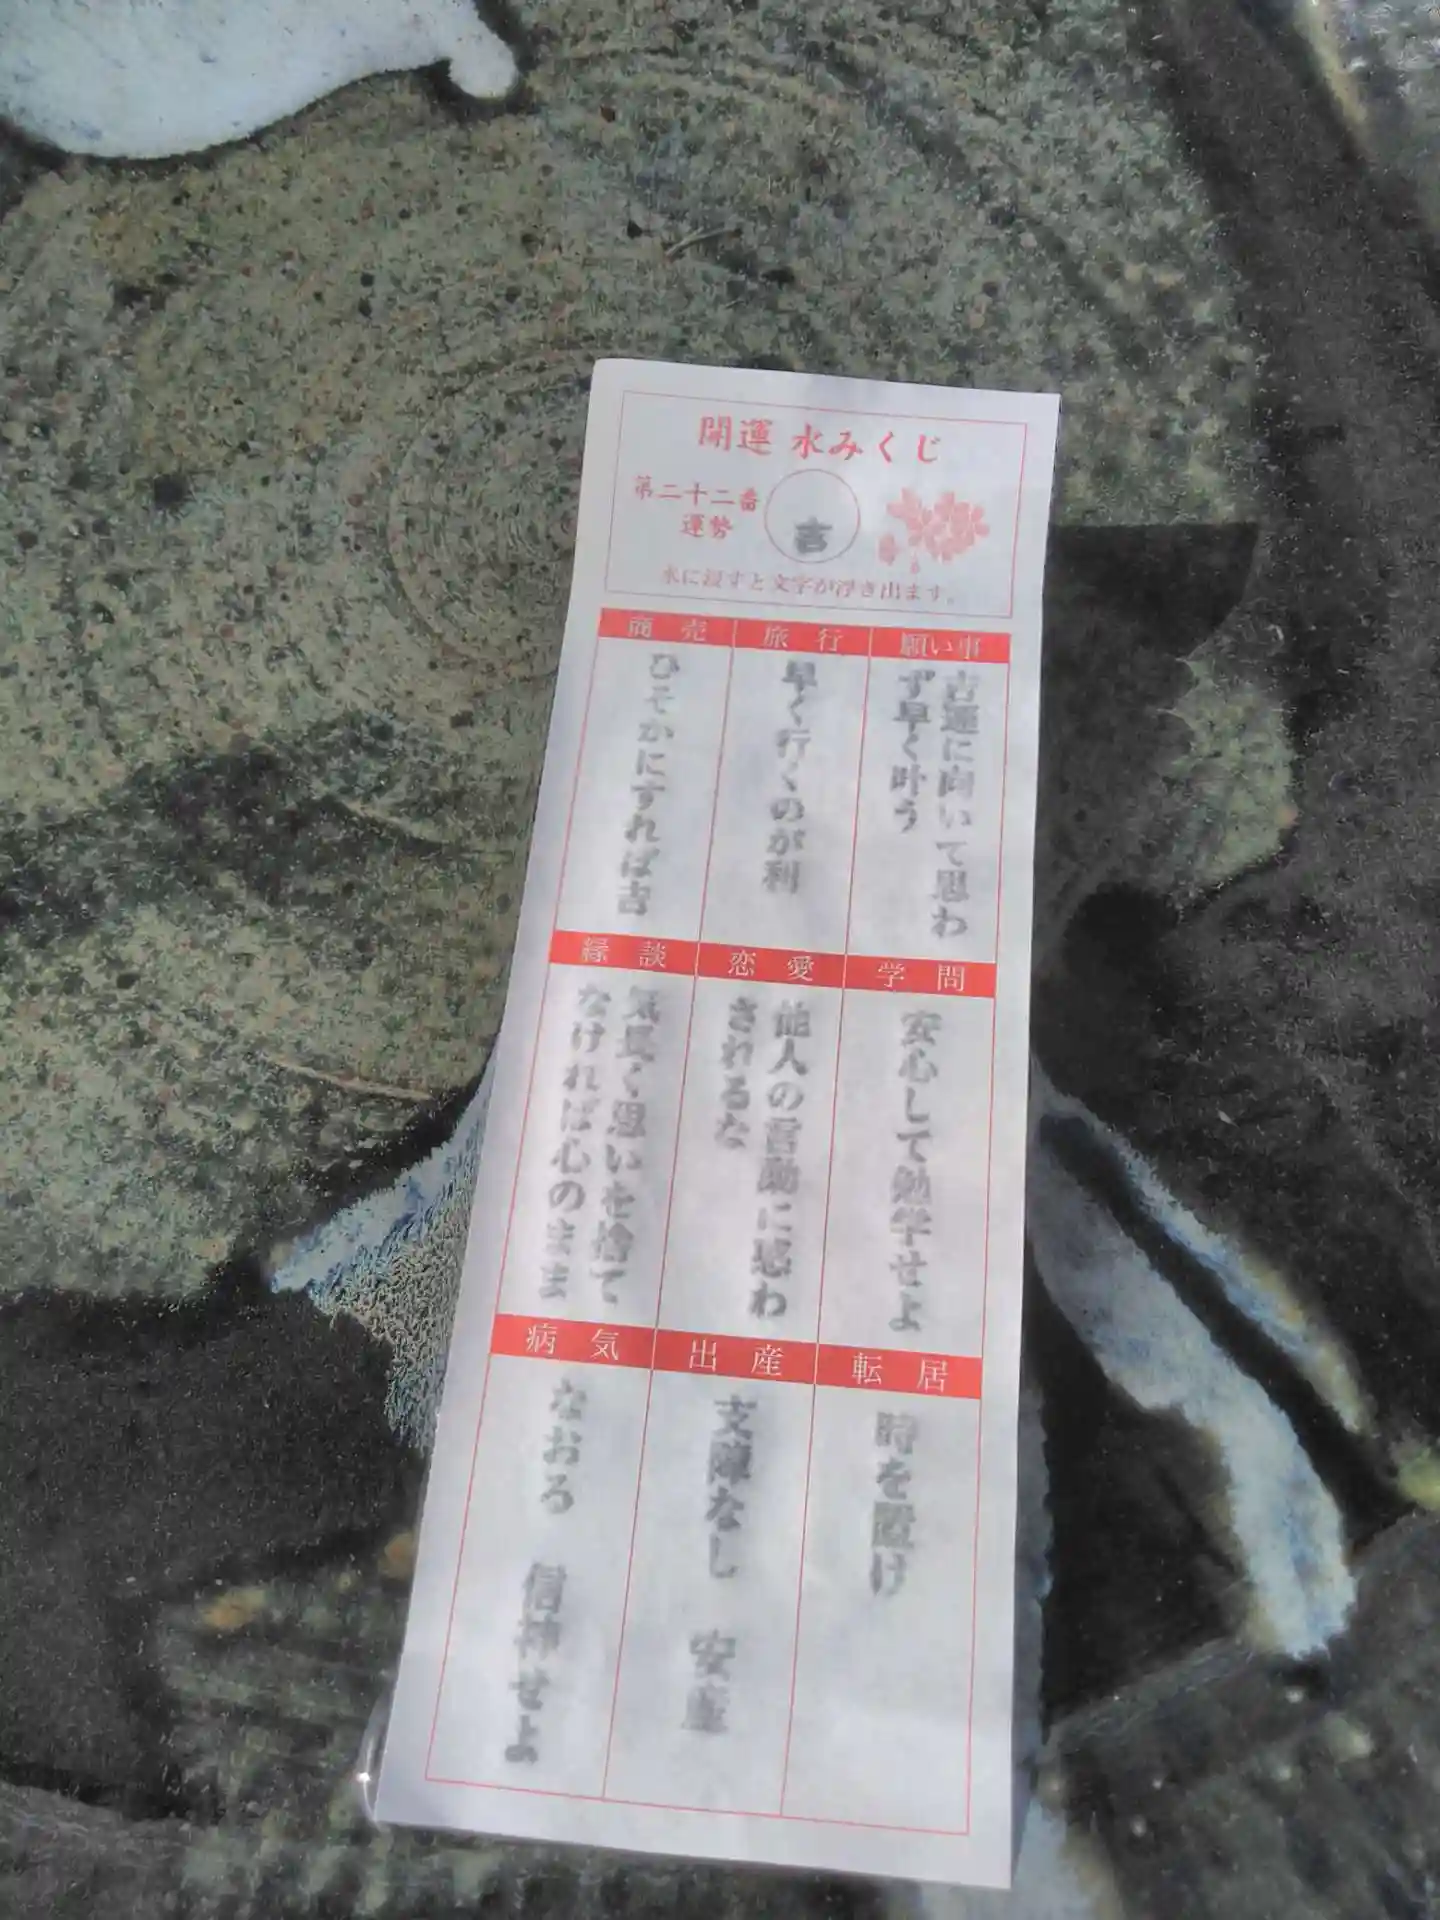 開運 水みくじ
第二十二番
運勢
吉
水に浸すと文字が浮き出ます。
願い事
吉運に向いて思わ
ず早く叶う
旅行
早く行くのが利
商売
ひそかにすれば吉
学問
安心して勉学せよ
恋愛
他人の言動に惑わ
されるな
縁談
気長く思いを捨て
なければ心のまま
転居
時を置け
出産
支障なし 安産
病気
なおる 信神せよ